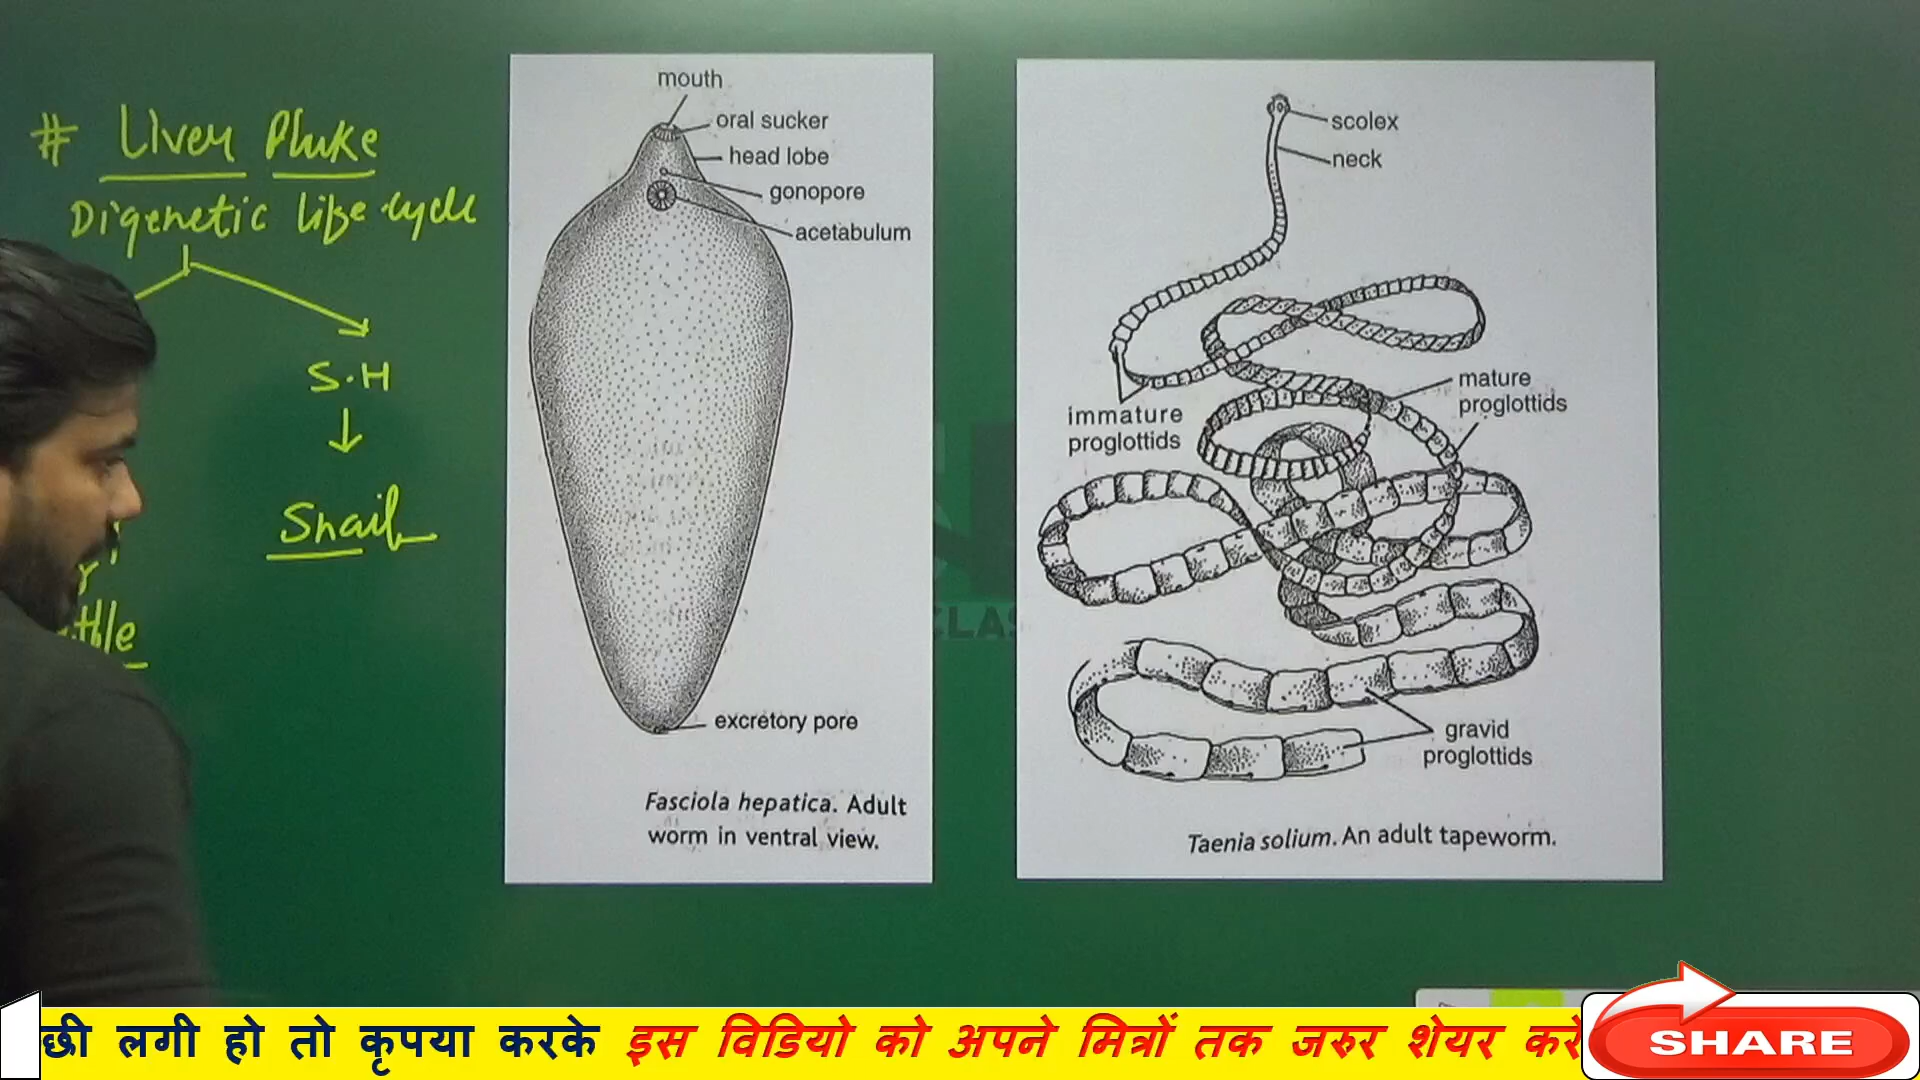 # Liver Fluke
Digenetic life cycle
S.H
Snail
mouth
oral sucker
head lobe
gonopore
acetabulum
excretory pore
Fasciola hepatica. Adult
worm in ventral view.
scolex
neck
immature
proglottids
mature
proglottids
gravid
proglottids
Taenia solium. An adult tapeworm.
CLAS
छी लगी हो तो कृपया करके इस विडियो को अपने मित्रों तक जरुर शेयर करे
SHARE